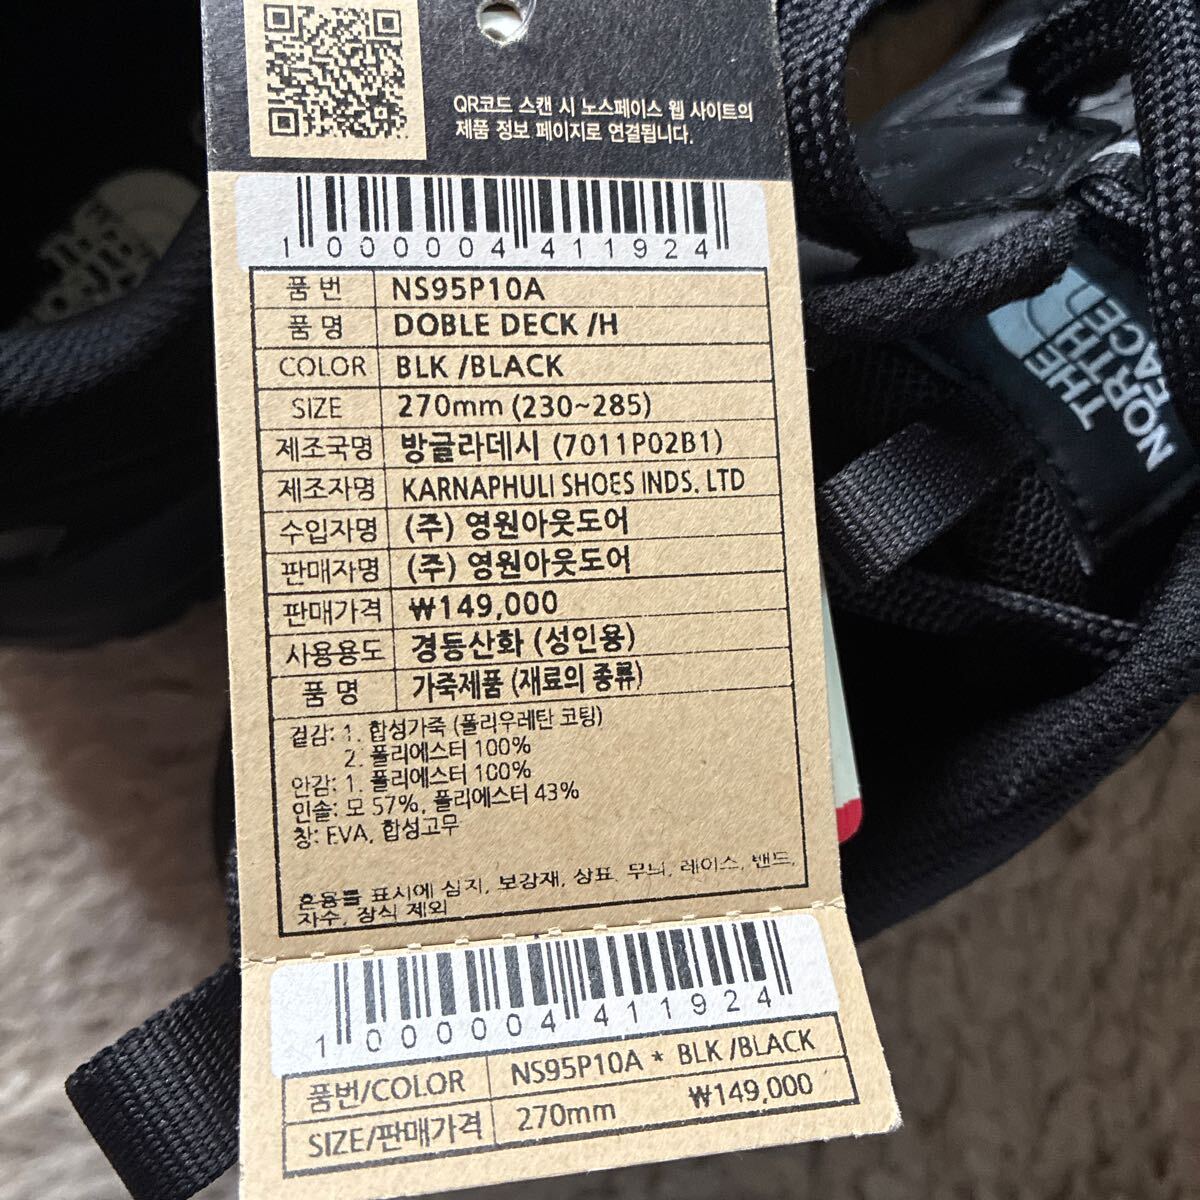 QR코드 스캔 시 노스페이스 웹 사이트의
제품 정보 페이지로 연결됩니다.
1000004411924
품 번 NS95P10A
품 명 DOBLE DECK /H
COLOR BLK /BLACK
SIZE 270mm (230~285)
제조국명 방글라데시 (7011P02B1)
제조자명 KARNAPHULI SHOES INDS. LTD
수입자명 (주) 영원아웃도어
판매자명 (주) 영원아웃도어
판매가격 ₩149,000
사용용도 경등산화 (성인용)
품 명 가죽제품 (재료의 종류)
겉감: 1. 합성가죽 (폴리우레탄 코팅)
2. 폴리에스터 100%
안감: 1. 폴리에스터 100%
인솔: 모 57%, 폴리에스터 43%
창: EVA, 합성고무
혼용률 표시에 심지, 보강재, 상표, 무늬, 레이스, 밴드,
자수, 장식 제외
1000004411924
품번/COLOR NS95P10A * BLK /BLACK
SIZE/판매가격 270mm ₩149,000
THE
NORTH
FACE